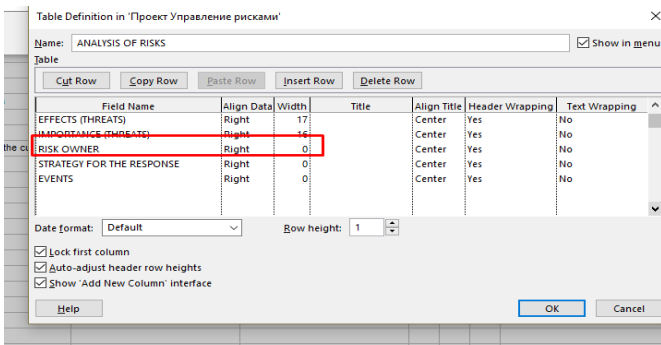 Table Definition in 'Проект Управление рисками'
Name: ANALYSIS OF RISKS Show in menu
Table
Cut Row Copy Row Paste Row Insert Row Delete Row
Field Name Align Data Width Title Align Title Header Wrapping Text Wrapping
EFFECTS (THREATS) Right 17 Center Yes No
IMPORTANCE (THREATS) Right 16 Center Yes No
the cu RISK OWNER Right 0 Center Yes No
STRATEGY FOR THE RESPONSE Right 0 Center Yes No
EVENTS Right 0 Center Yes No
Date format: Default Row height: 1
Lock first column
Auto-adjust header row heights
Show 'Add New Column' interface
Help OK Cancel